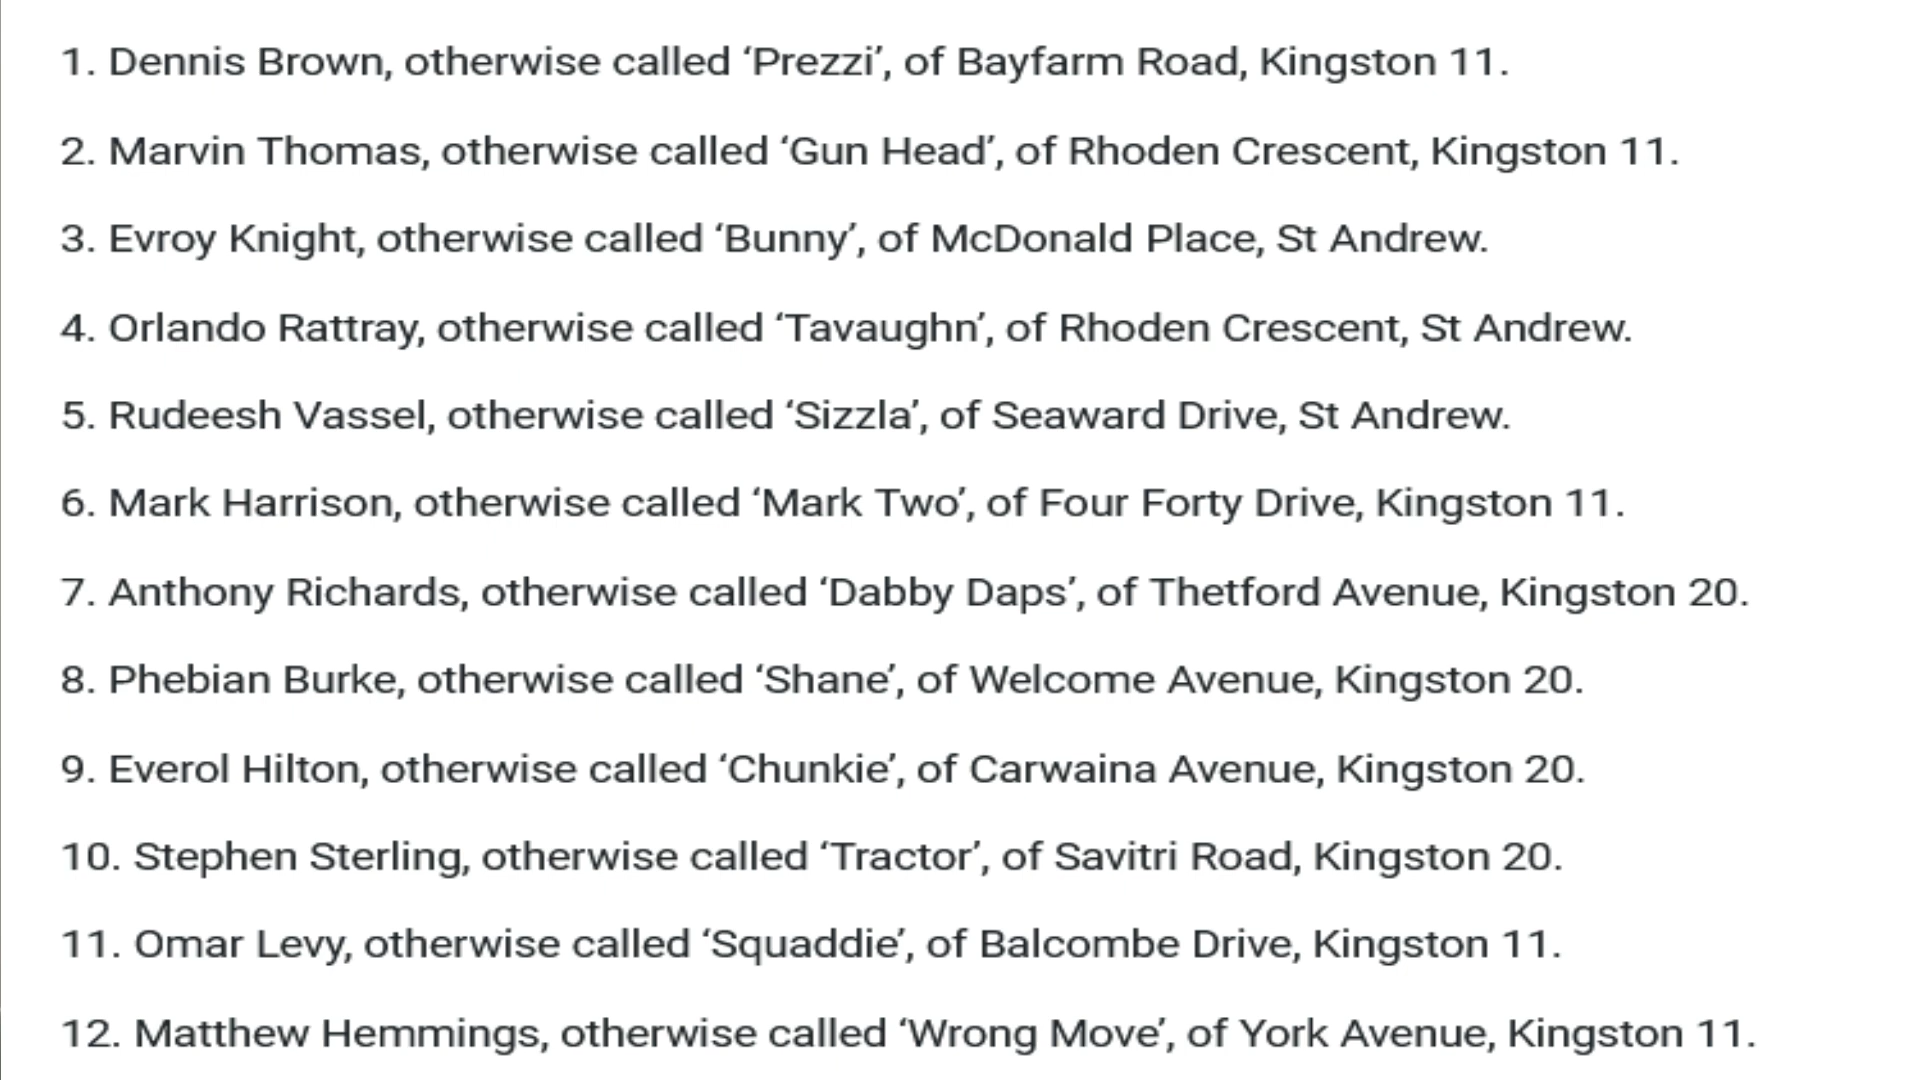 1. Dennis Brown, otherwise called ‘Prezzi’, of Bayfarm Road, Kingston 11.
2. Marvin Thomas, otherwise called ‘Gun Head’, of Rhoden Crescent, Kingston 11.
3. Evroy Knight, otherwise called ‘Bunny’, of McDonald Place, St Andrew.
4. Orlando Rattray, otherwise called ‘Tavaughn’, of Rhoden Crescent, St Andrew.
5. Rudeesh Vassel, otherwise called ‘Sizzla’, of Seaward Drive, St Andrew.
6. Mark Harrison, otherwise called ‘Mark Two’, of Four Forty Drive, Kingston 11.
7. Anthony Richards, otherwise called ‘Dabby Daps’, of Thetford Avenue, Kingston 20.
8. Phebian Burke, otherwise called ‘Shane’, of Welcome Avenue, Kingston 20.
9. Everol Hilton, otherwise called ‘Chunkie’, of Carwaina Avenue, Kingston 20.
10. Stephen Sterling, otherwise called ‘Tractor’, of Savitri Road, Kingston 20.
11. Omar Levy, otherwise called ‘Squaddie’, of Balcombe Drive, Kingston 11.
12. Matthew Hemmings, otherwise called ‘Wrong Move’, of York Avenue, Kingston 11.